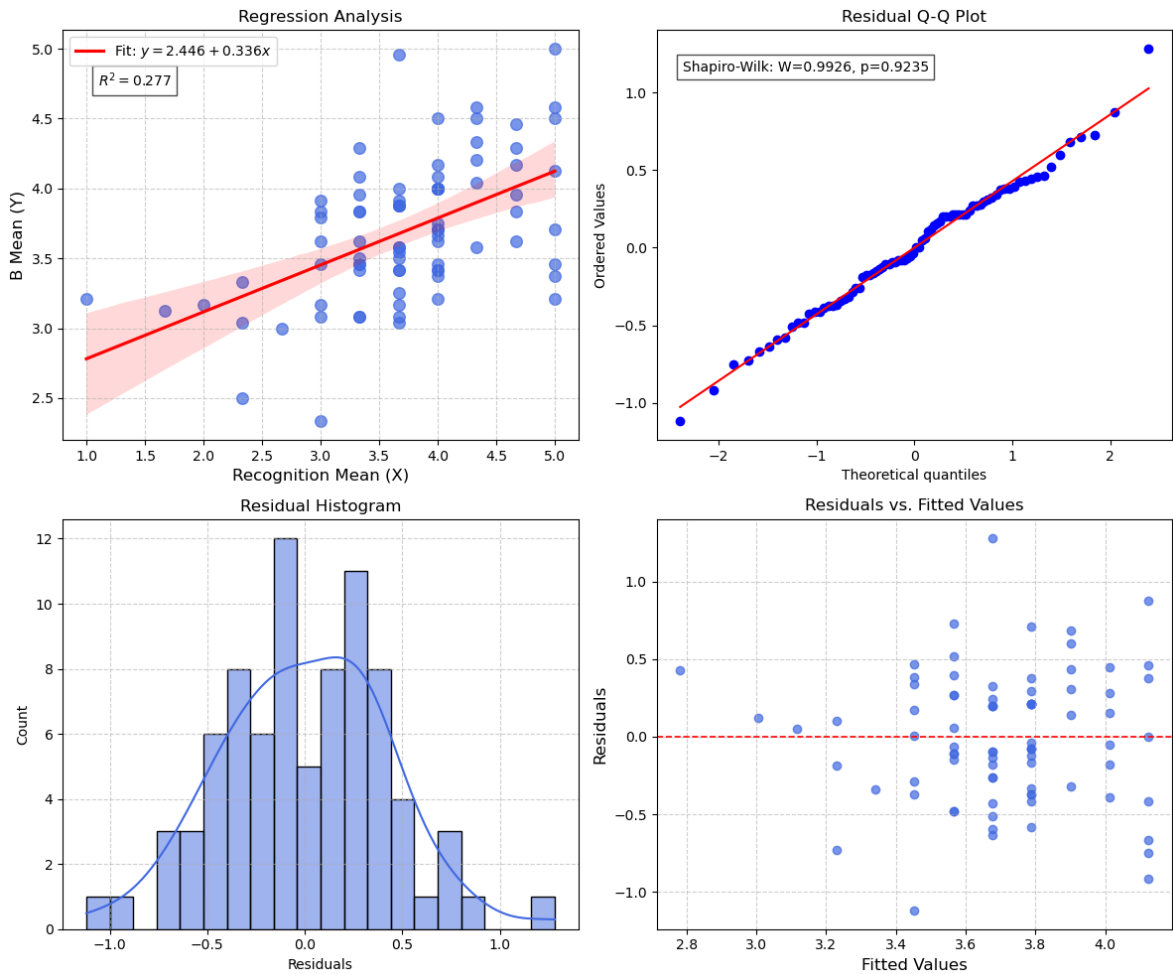 Regression Analysis
Fit: y = 2.446 + 0.336x
R² = 0.277
5.0
4.5
4.0
3.5
3.0
2.5
B Mean (Y)
1.0 1.5 2.0 2.5 3.0 3.5 4.0 4.5 5.0
Recognition Mean (X)
Residual Q-Q Plot
Shapiro-Wilk: W=0.9926, p=0.9235
1.0
0.5
0.0
−0.5
−1.0
Ordered Values
−2 −1 0 1 2
Theoretical quantiles
Residual Histogram
12
10
8
6
4
2
0
Count
−1.0 −0.5 0.0 0.5 1.0
Residuals
Residuals vs. Fitted Values
1.0
0.5
0.0
−0.5
−1.0
Residuals
2.8 3.0 3.2 3.4 3.6 3.8 4.0
Fitted Values